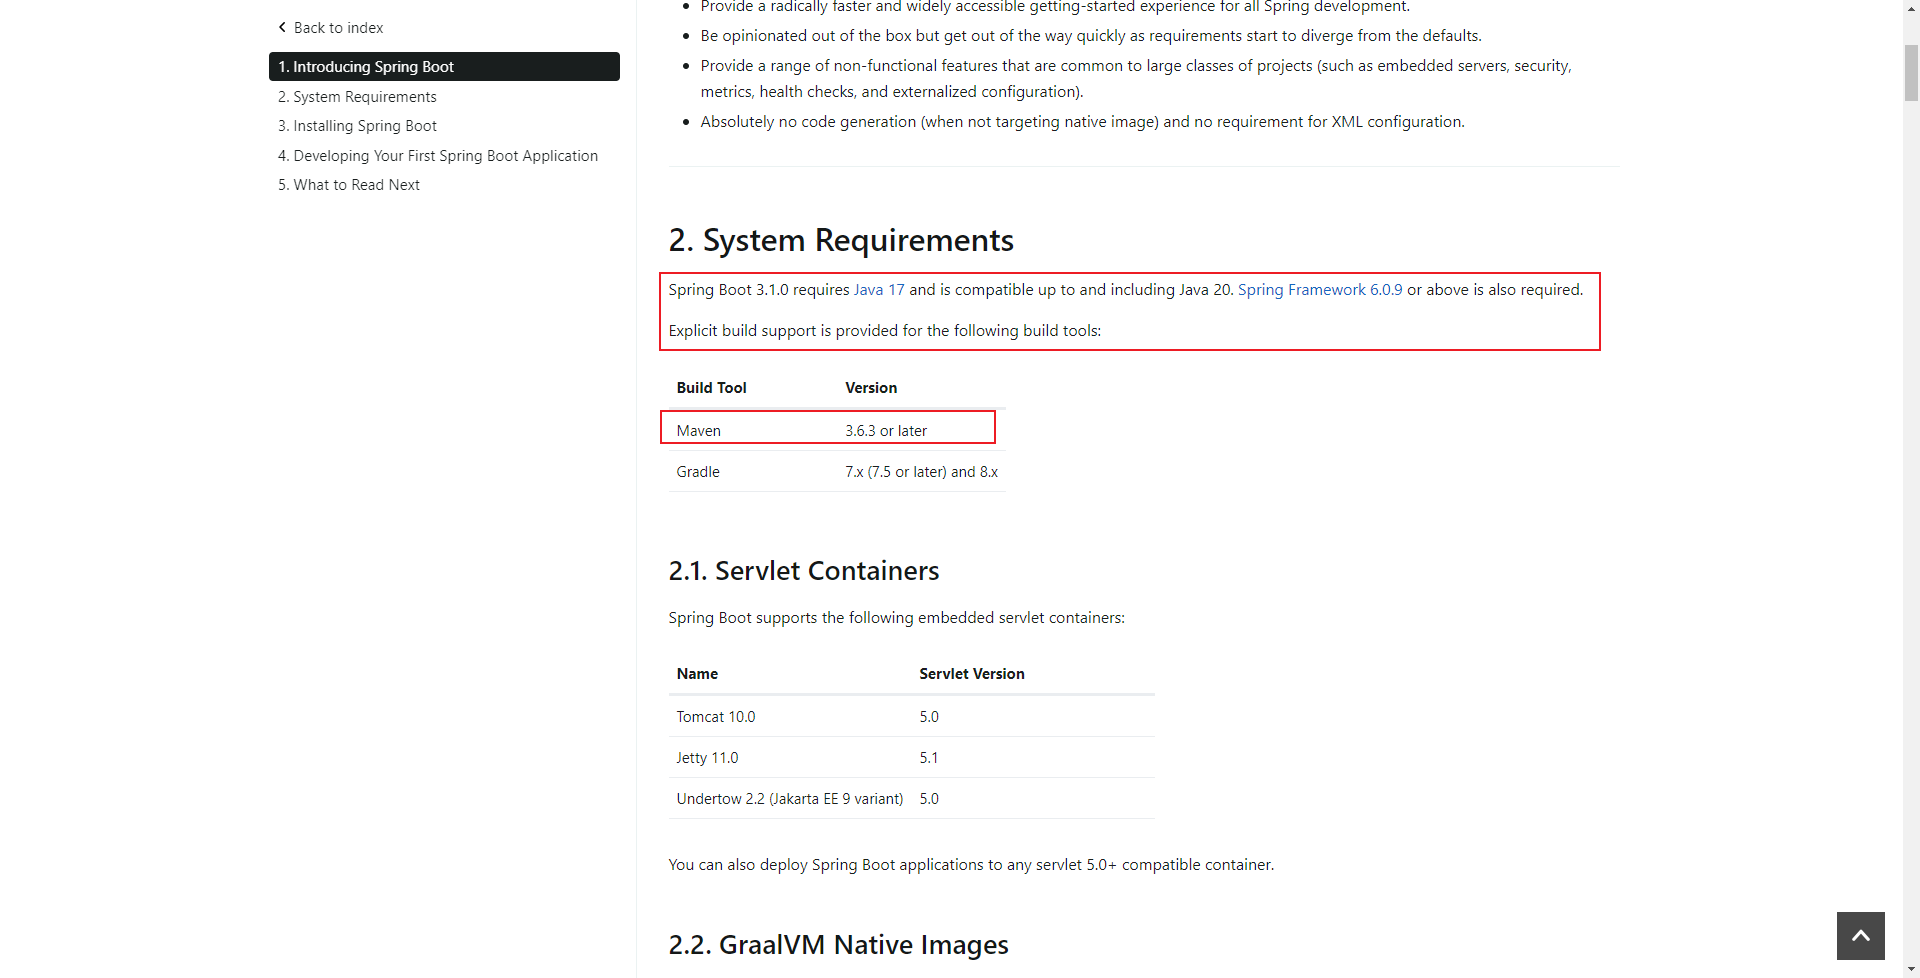 Back to index
1. Introducing Spring Boot
2. System Requirements
3. Installing Spring Boot
4. Developing Your First Spring Boot Application
5. What to Read Next
Provide a radically faster and widely accessible getting-started experience for all Spring development.
Be opinionated out of the box but get out of the way quickly as requirements start to diverge from the defaults.
Provide a range of non-functional features that are common to large classes of projects (such as embedded servers, security,
metrics, health checks, and externalized configuration).
Absolutely no code generation (when not targeting native image) and no requirement for XML configuration.
2. System Requirements
Spring Boot 3.1.0 requires Java 17 and is compatible up to and including Java 20. Spring Framework 6.0.9 or above is also required.
Explicit build support is provided for the following build tools:
Build Tool Version
Maven 3.6.3 or later
Gradle 7.x (7.5 or later) and 8.x
2.1. Servlet Containers
Spring Boot supports the following embedded servlet containers:
Name Servlet Version
Tomcat 10.0 5.0
Jetty 11.0 5.1
Undertow 2.2 (Jakarta EE 9 variant) 5.0
You can also deploy Spring Boot applications to any servlet 5.0+ compatible container.
2.2. GraalVM Native Images